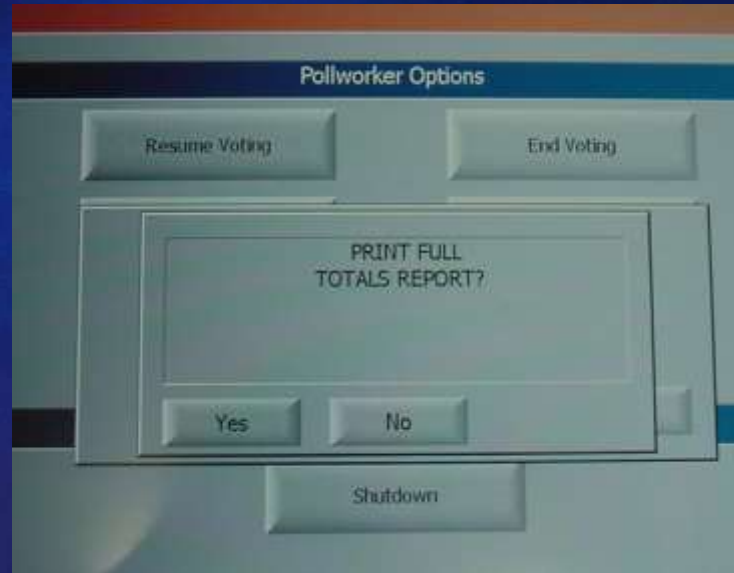 Pollworker Options
Resume Voting
End Voting
PRINT FULL
TOTALS REPORT?
Yes
No
Shutdown